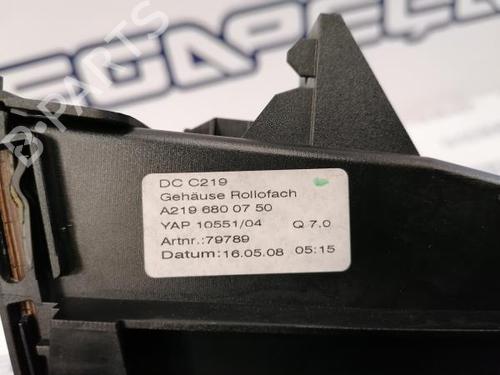 DC C219
Gehäuse Rollofach
A219 680 07 50
YAP 10551/04 Q 7.0
Artnr.:79789
Datum:16.05.08 05:15
B-PARTS